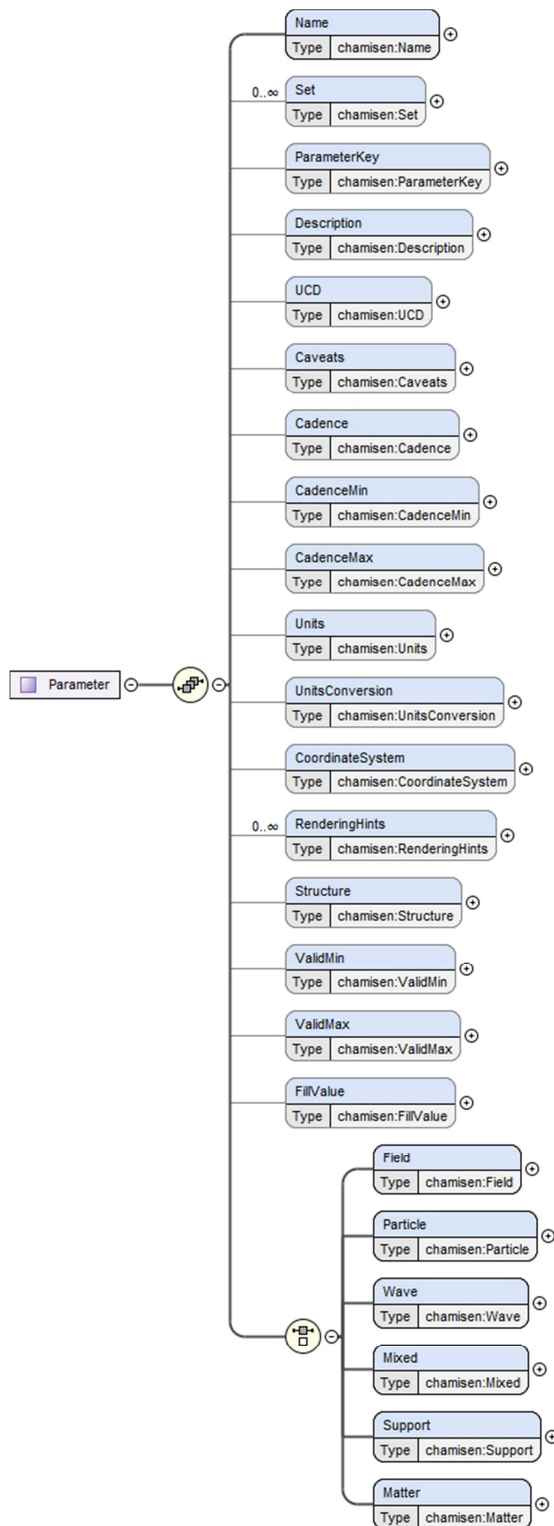 Name
Type chamisen:Name
0..∞
Set
Type chamisen:Set
ParameterKey
Type chamisen:ParameterKey
Description
Type chamisen:Description
UCD
Type chamisen:UCD
Caveats
Type chamisen:Caveats
Cadence
Type chamisen:Cadence
CadenceMin
Type chamisen:CadenceMin
CadenceMax
Type chamisen:CadenceMax
Units
Type chamisen:Units
Parameter
UnitsConversion
Type chamisen:UnitsConversion
CoordinateSystem
Type chamisen:CoordinateSystem
0..∞
RenderingHints
Type chamisen:RenderingHints
Structure
Type chamisen:Structure
ValidMin
Type chamisen:ValidMin
ValidMax
Type chamisen:ValidMax
FillValue
Type chamisen:FillValue
Field
Type chamisen:Field
Particle
Type chamisen:Particle
Wave
Type chamisen:Wave
Mixed
Type chamisen:Mixed
Support
Type chamisen:Support
Matter
Type chamisen:Matter